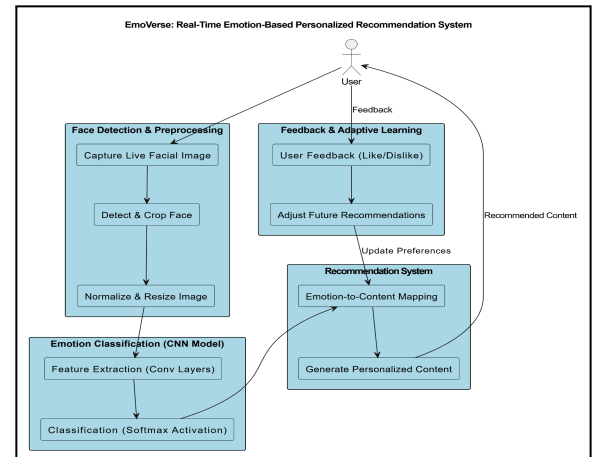 EmoVerse: Real-Time Emotion-Based Personalized Recommendation System
User
Feedback
Face Detection & Preprocessing
Capture Live Facial Image
Detect & Crop Face
Normalize & Resize Image
Feedback & Adaptive Learning
User Feedback (Like/Dislike)
Adjust Future Recommendations
Recommended Content
Update Preferences
Recommendation System
Emotion-to-Content Mapping
Generate Personalized Content
Emotion Classification (CNN Model)
Feature Extraction (Conv Layers)
Classification (Softmax Activation)